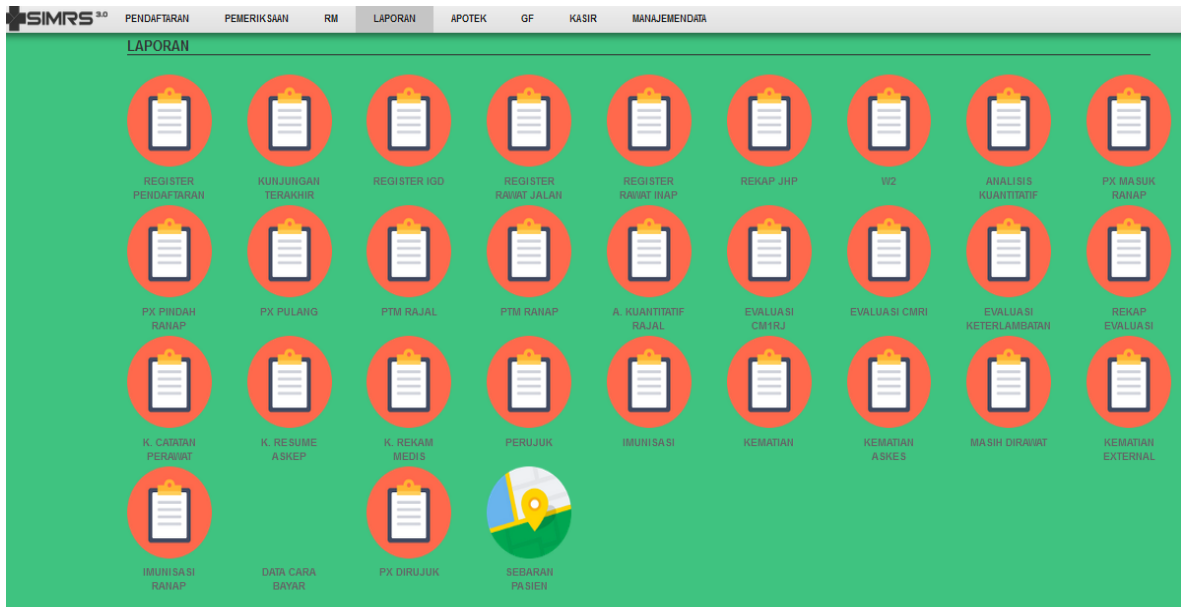 SIMRS 3.0 PENDAFTARAN PEMERIKSAAN RM LAPORAN APOTEK GF KASIR MANAJEMENDATA
LAPORAN
REGISTER PENDAFTARAN
KUNJUNGAN TERAKHIR
REGISTER IGD
REGISTER RAWAT JALAN
REGISTER RAWAT INAP
REKAP JHP
W2
ANALISIS KUANTITATIF
PX MASUK RANAP
PX PINDAH RANAP
PX PULANG
PTM RAJAL
PTM RANAP
A. KUANTITATIF RAJAL
EVALUASI CM1RJ
EVALUASI CMRI
EVALUASI KETERLAMBATAN
REKAP EVALUASI
K. CATATAN PERAWAT
K. RESUME ASKEP
K. REKAM MEDIS
PERUJUK
IMUNISASI
KEMATIAN
KEMATIAN ASKES
MASIH DIRAWAT
KEMATIAN EXTERNAL
IMUNISASI RANAP
DATA CARA BAYAR
PX DIRUJUK
SEBARAN PASIEN